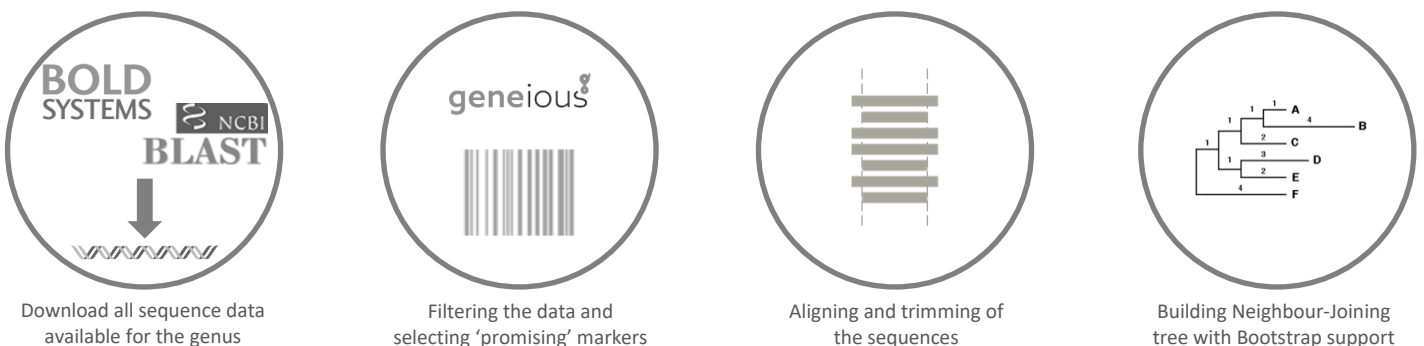 BOLD
SYSTEMS
NCBI
BLAST
Download all sequence data
available for the genus
geneious
Filtering the data and
selecting ‘promising’ markers
Aligning and trimming of
the sequences
1
1
A
4
B
1
1
2
C
3
D
1
2
E
4
F
Building Neighbour-Joining
tree with Bootstrap support